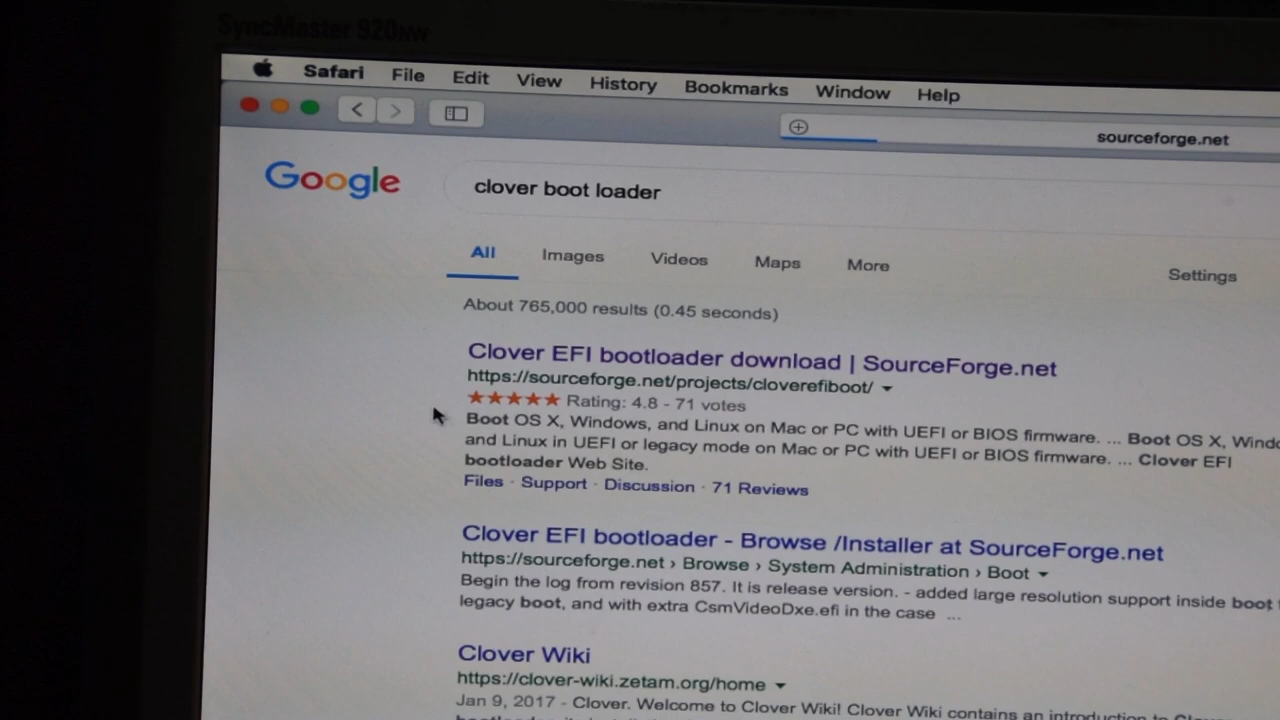 SyncMaster 920NW
Safari File Edit View History Bookmarks Window Help
sourceforge.net
Google clover boot loader
All Images Videos Maps More Settings
About 765,000 results (0.45 seconds)
Clover EFI bootloader download | SourceForge.net
https://sourceforge.net/projects/cloverefiboot/
Rating: 4.8 - 71 votes
Boot OS X, Windows, and Linux on Mac or PC with UEFI or BIOS firmware. ... Boot OS X, Windo
and Linux in UEFI or legacy mode on Mac or PC with UEFI or BIOS firmware. ... Clover EFI
bootloader Web Site.
Files · Support · Discussion · 71 Reviews
Clover EFI bootloader - Browse /Installer at SourceForge.net
https://sourceforge.net › Browse › System Administration › Boot
Begin the log from revision 857. It is release version. - added large resolution support inside boot
legacy boot, and with extra CsmVideoDxe.efi in the case ...
Clover Wiki
https://clover-wiki.zetam.org/home
Jan 9, 2017 - Clover. Welcome to Clover Wiki! Clover Wiki contains an introduction to